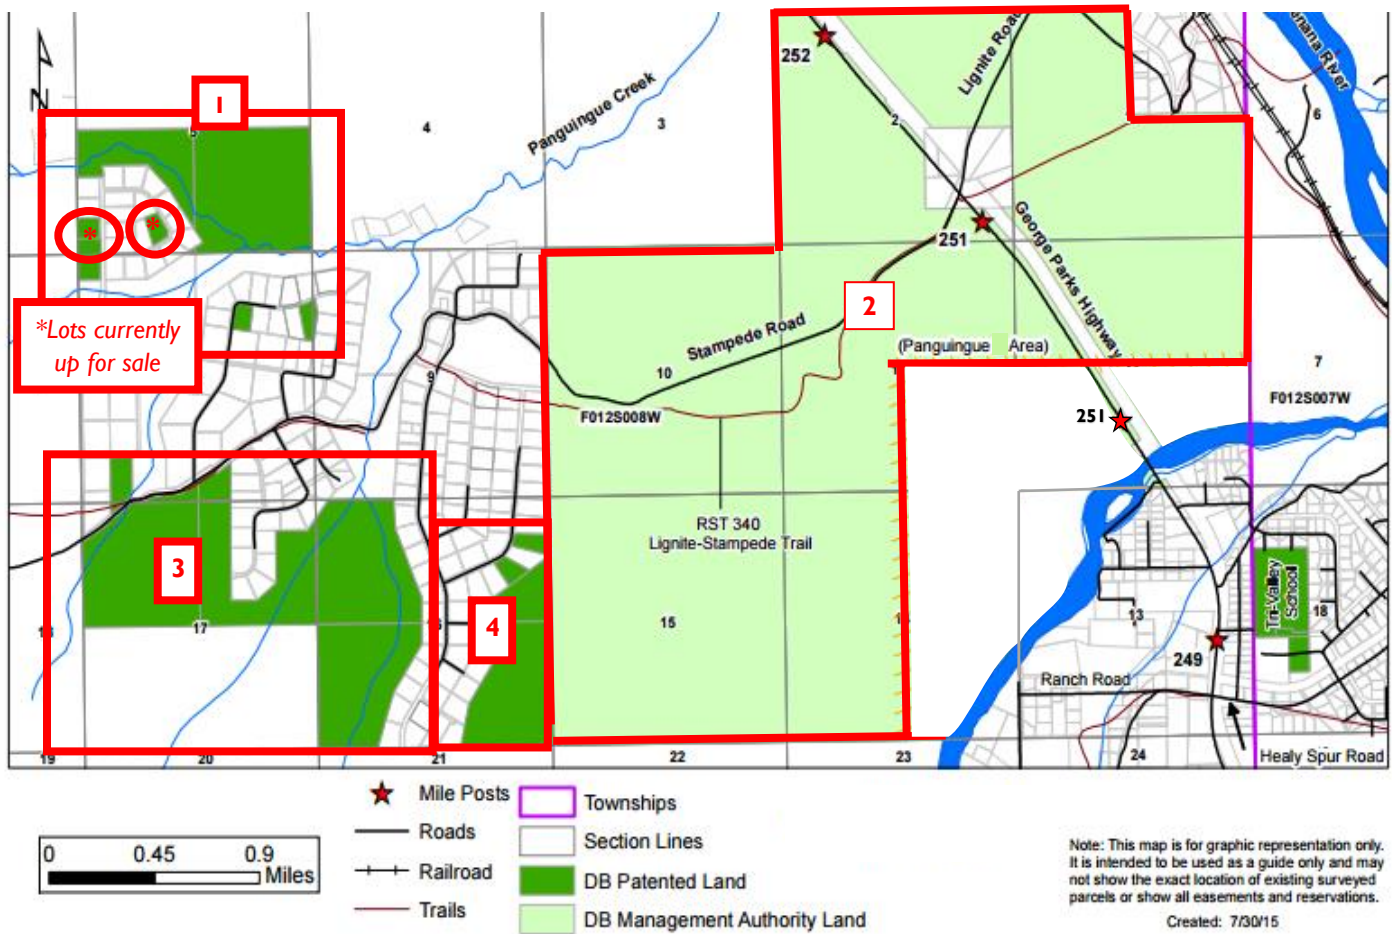 N
1
5
4
Panguingue Creek
3
252
Lignite Road
2
6
nana River
*
*
251
George Parks Highway
*Lots currently
up for sale
2
Stampede Road
(Panguingue Area)
10
9
7
F012S008W
F012S007W
251
RST 340
Lignite-Stampede Trail
3
4
17
15
13
Tri-Valley
School
18
249
Ranch Road
19
20
21
22
23
24
Healy Spur Road
Mile Posts
Roads
Railroad
Trails
Townships
Section Lines
DB Patented Land
DB Management Authority Land
0 0.45 0.9
Miles
Note: This map is for graphic representation only.
It is intended to be used as a guide only and may
not show the exact location of existing surveyed
parcels or show all easements and reservations.
Created: 7/30/15